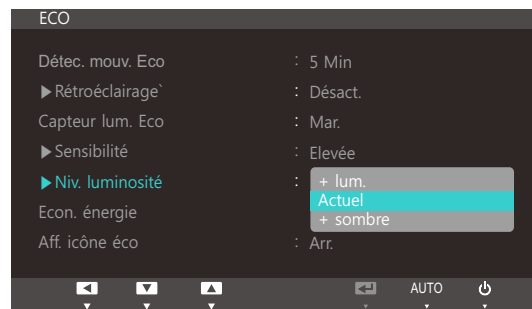 ECO
Détec. mouv. Eco : 5 Min
▶Rétroéclairage` : Désact.
Capteur lum. Eco : Mar.
▶Sensibilité : Elevée
▶Niv. luminosité : + lum.
Actuel
+ sombre
Econ. énergie
Aff. icône éco : Arr.
AUTO